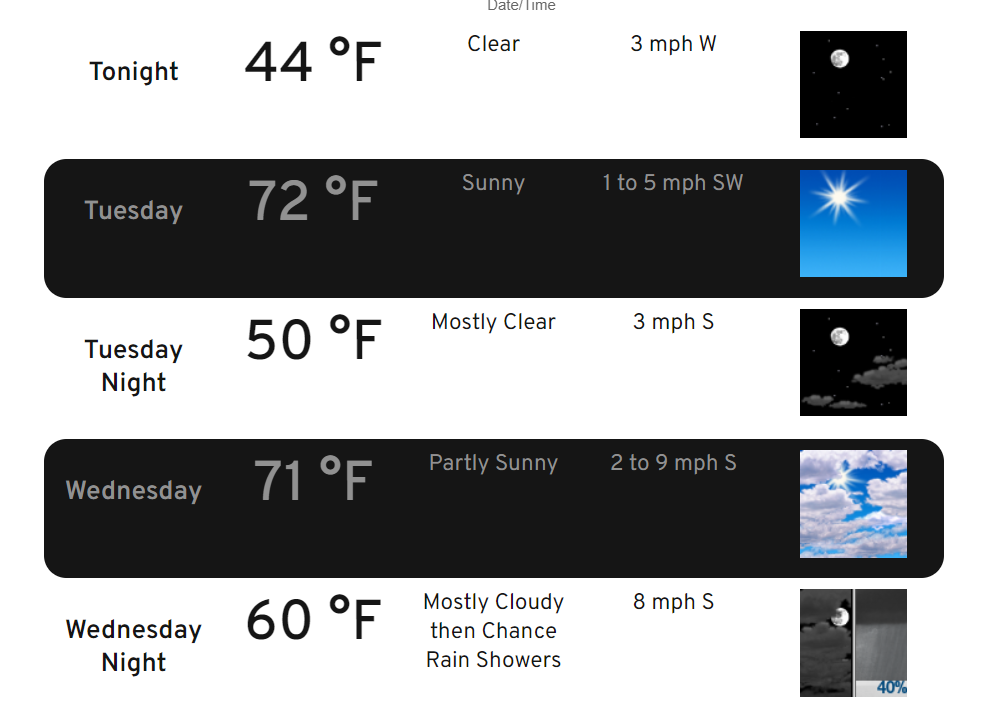 Date/Time
Tonight
44 °F
Clear
3 mph W
Tuesday
72 °F
Sunny
1 to 5 mph SW
Tuesday
Night
50 °F
Mostly Clear
3 mph S
Wednesday
71 °F
Partly Sunny
2 to 9 mph S
Wednesday
Night
60 °F
Mostly Cloudy
then Chance
Rain Showers
8 mph S
40%